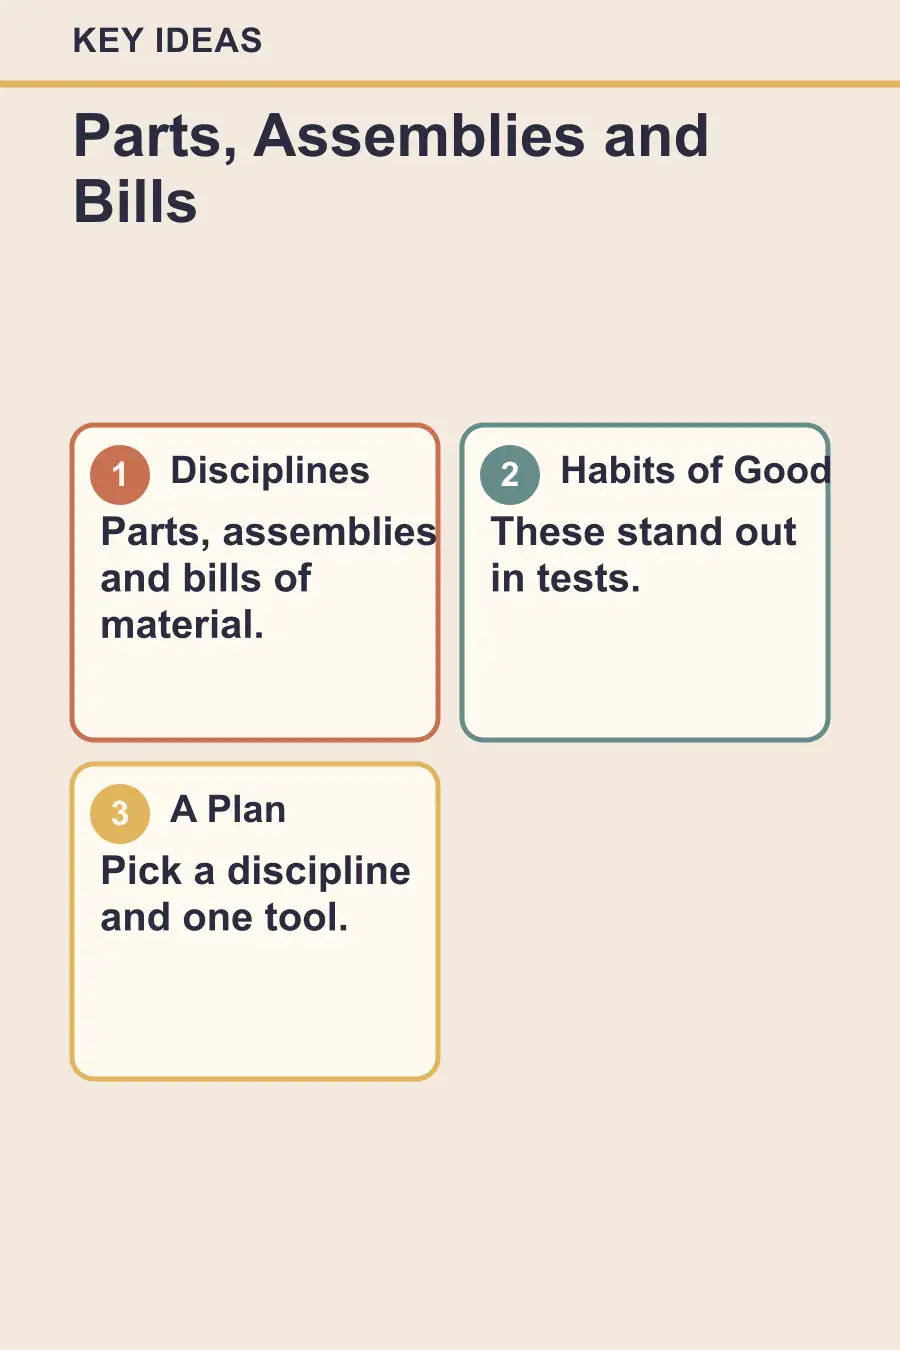 KEY IDEAS
Parts, Assemblies and
Bills
1 Disciplines
Parts, assemblies
and bills of
material.
2 Habits of Good
These stand out
in tests.
3 A Plan
Pick a discipline
and one tool.